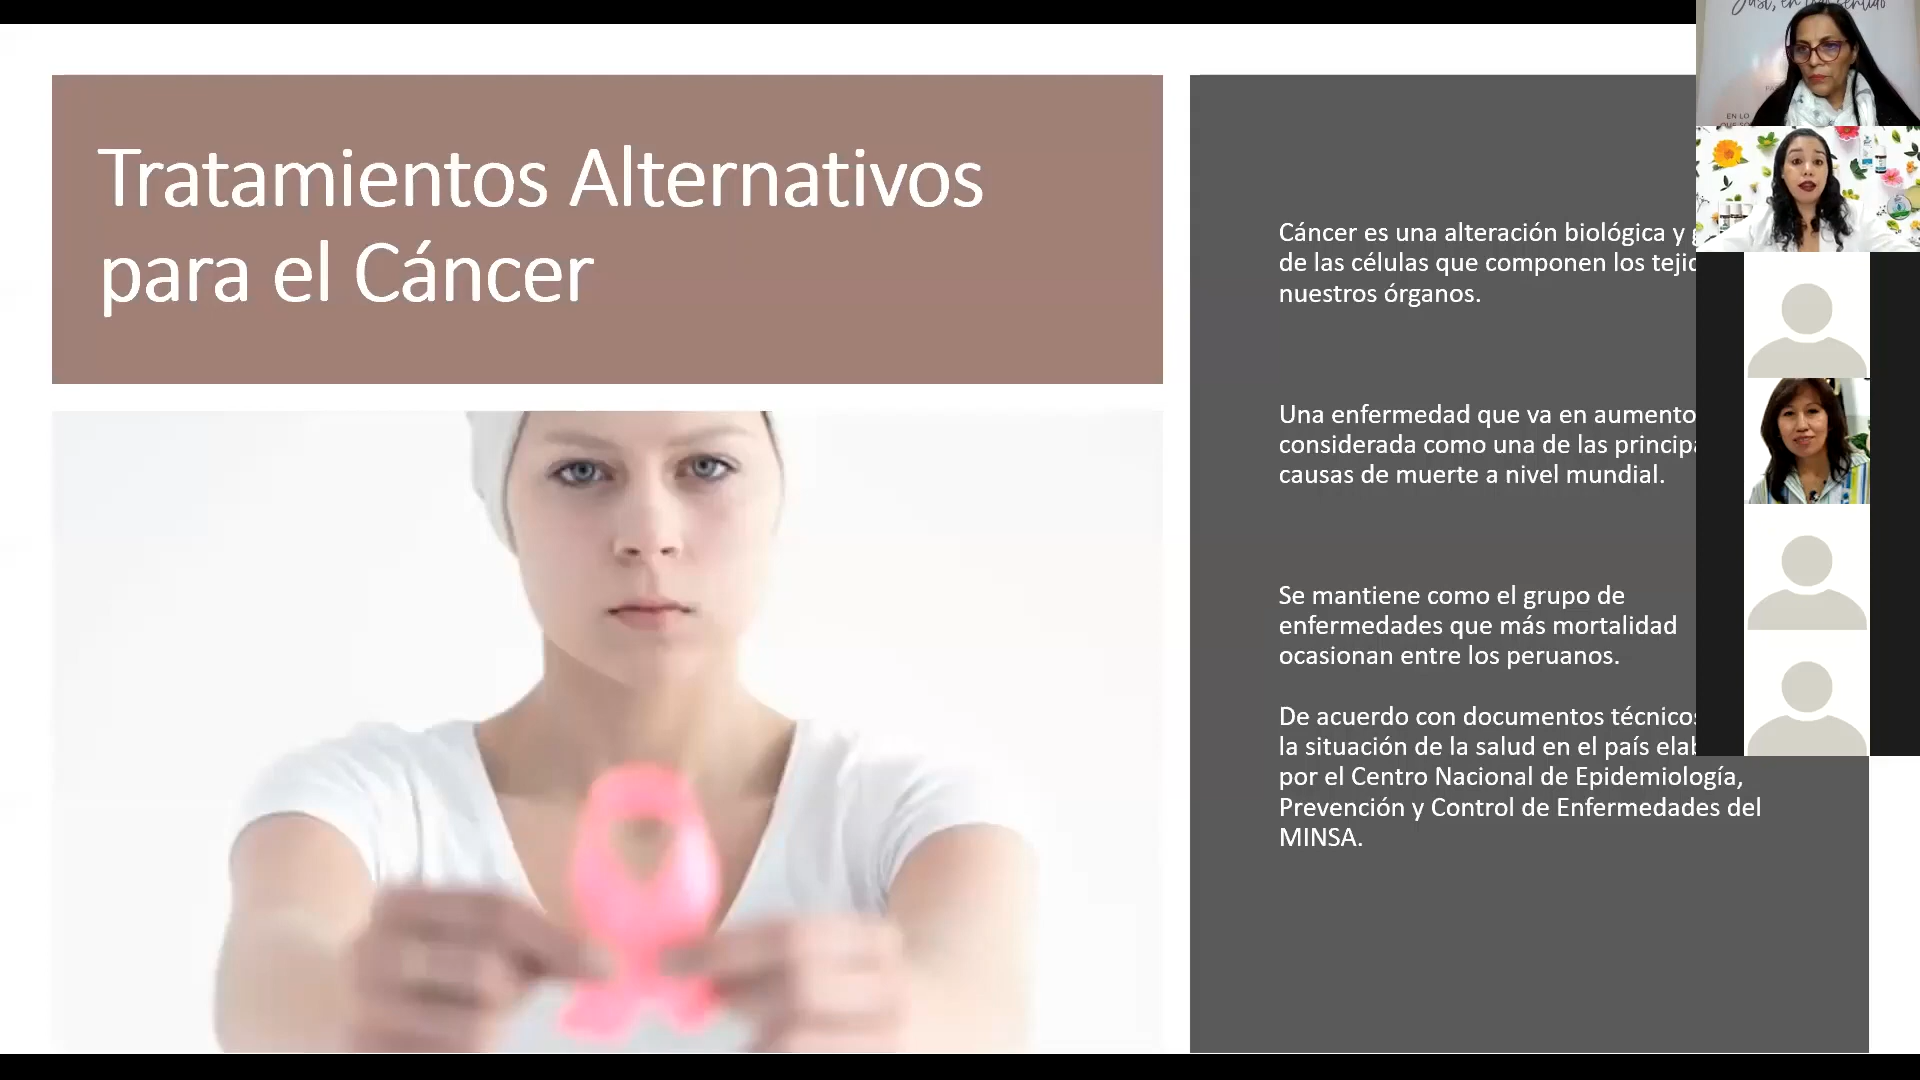 Tratamientos Alternativos
para el Cáncer
Cáncer es una alteración biológica y
de las células que componen los
nuestros órganos.
Una enfermedad que va en aumento
considerada como una de las
causas de muerte a nivel mundial.
Se mantiene como el grupo de
enfermedades que más mortalidad
ocasionan entre los peruanos.
De acuerdo con documentos
la situación de la salud en el país
por el Centro Nacional de Epidemiología,
Prevención y Control de Enfermedades del
MINSA.
EN LO